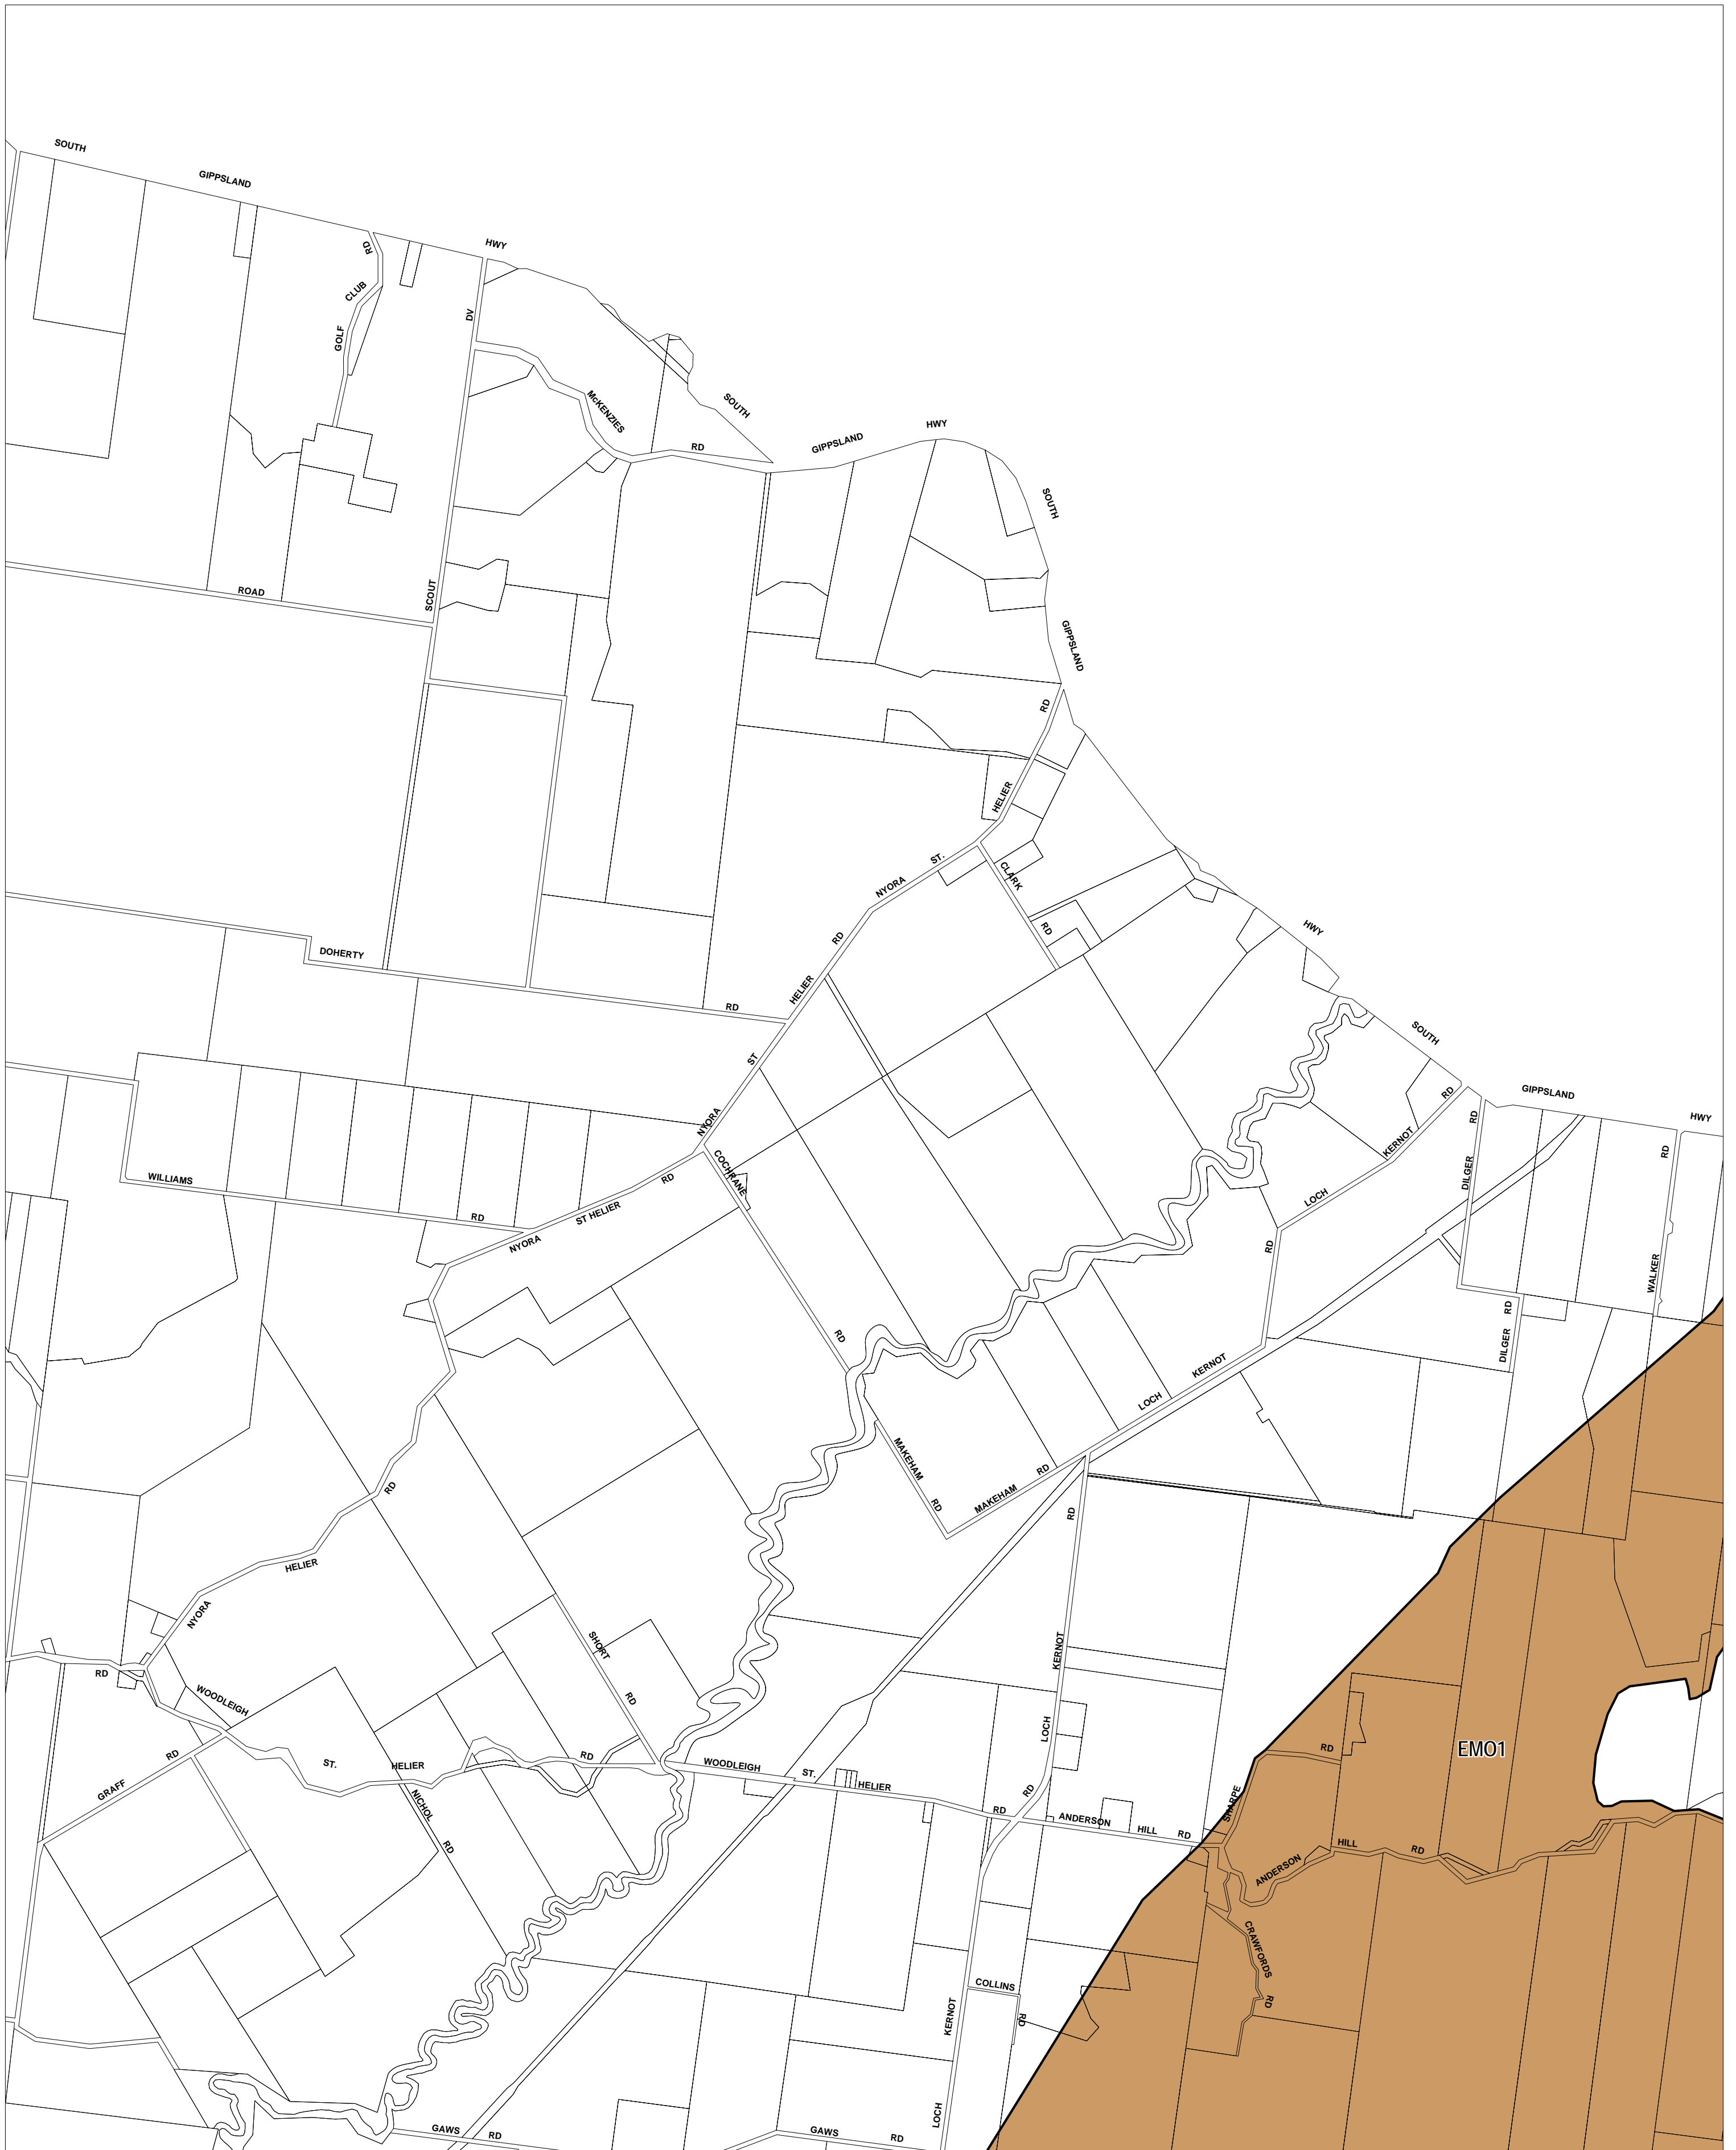 SOUTH
GIPPSLAND
HWY
RD
CLUB
GOLF
DV
McKENZIES
RD
SOUTH
GIPPSLAND
HWY
SOUTH
GIPPSLAND
ROAD
SCOUT
RD
HELIER
ST.
NYORA
CLARK
RD
RD
HELIER
HWY
DOHERTY
RD
SOUTH
ST
NYORA
GIPPSLAND
HWY
RD
KERNOT
LOCH
RD
RD
DILGER
RD
WALKER
COCHRANE
RD
WILLIAMS
RD
NYORA
ST HELIER
RD
RD
DILGER
RD
KERNOT
LOCH
MAKEHAM
RD
MAKEHAM
RD
RD
RD
HELIER
NYORA
KERNOT
LOCH
RD
SHORT
RD
RD
WOODLEIGH
ST.
HELIER
RD
GRAFF
RD
NICHOL
RD
WOODLEIGH
ST.
HELIER
RD
ANDERSON
HILL
RD
SHARPE
RD
EMO1
ANDERSON
HILL
RD
CRAWFORDS
RD
COLLINS
RD
KERNOT
LOCH
GAWS
RD
GAWS
RD